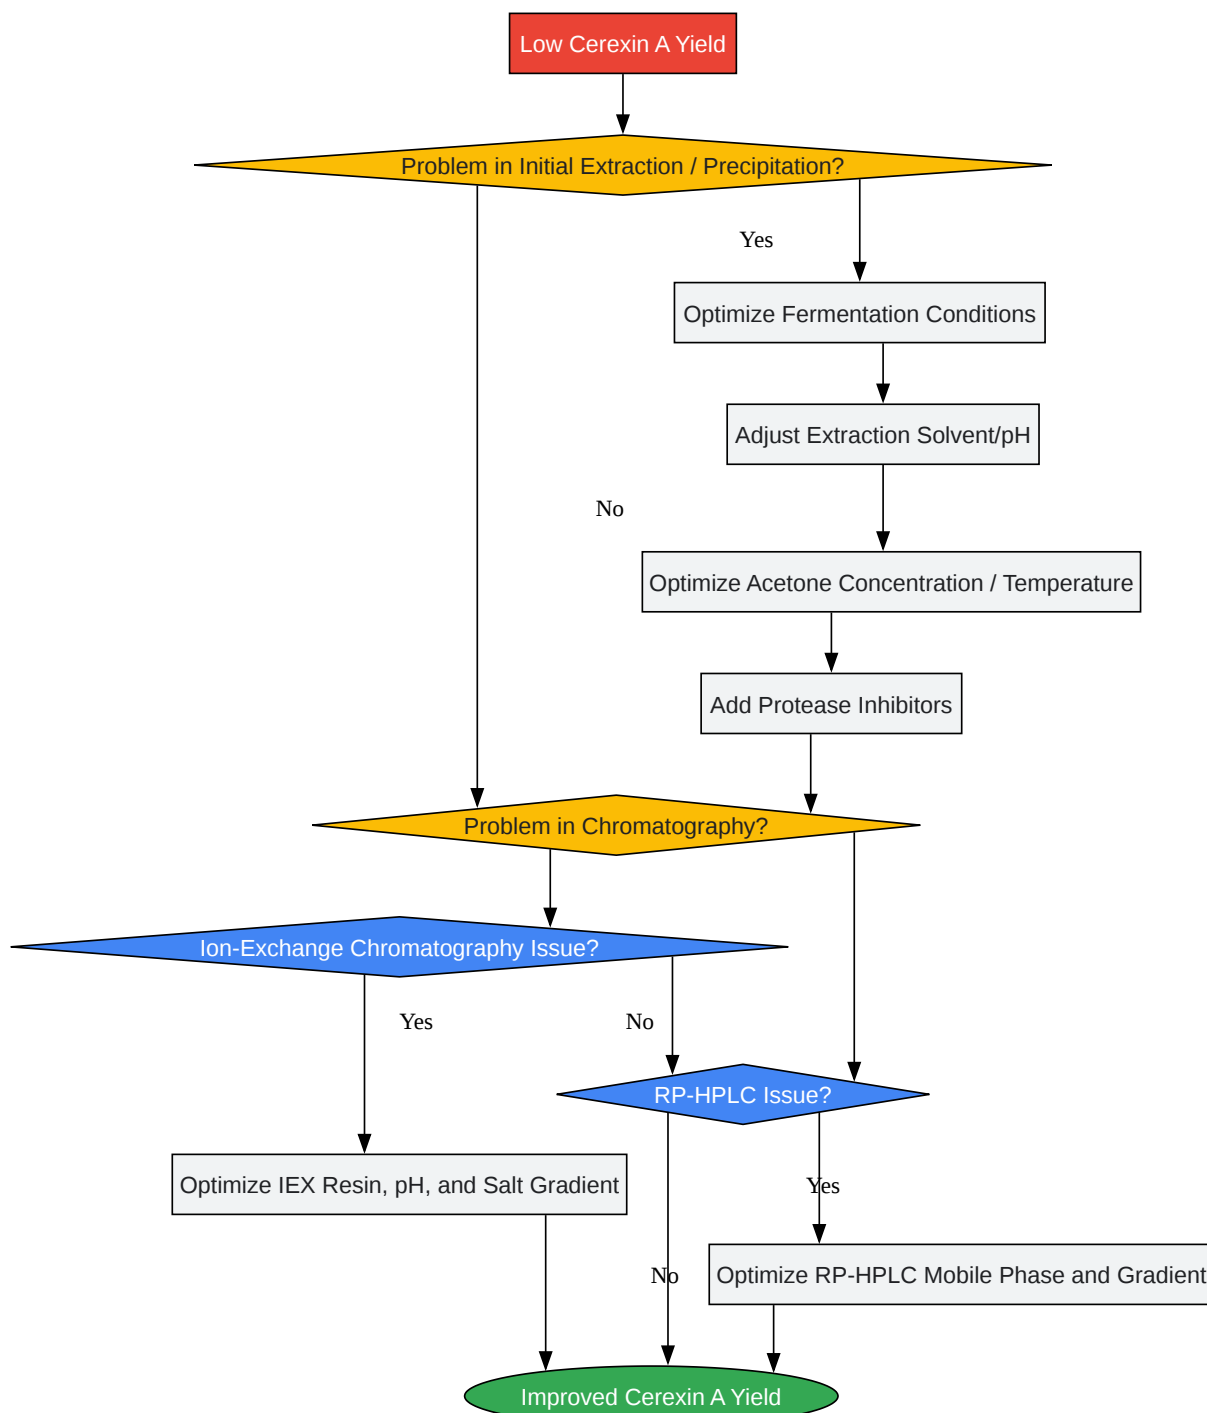 Low Cerexin A Yield
Problem in Initial Extraction / Precipitation?
Yes
Optimize Fermentation Conditions
Adjust Extraction Solvent/pH
No
Optimize Acetone Concentration / Temperature
Add Protease Inhibitors
Problem in Chromatography?
Ion-Exchange Chromatography Issue?
Yes
No
RP-HPLC Issue?
Optimize IEX Resin, pH, and Salt Gradient
Yes
No
Optimize RP-HPLC Mobile Phase and Gradient
Improved Cerexin A Yield